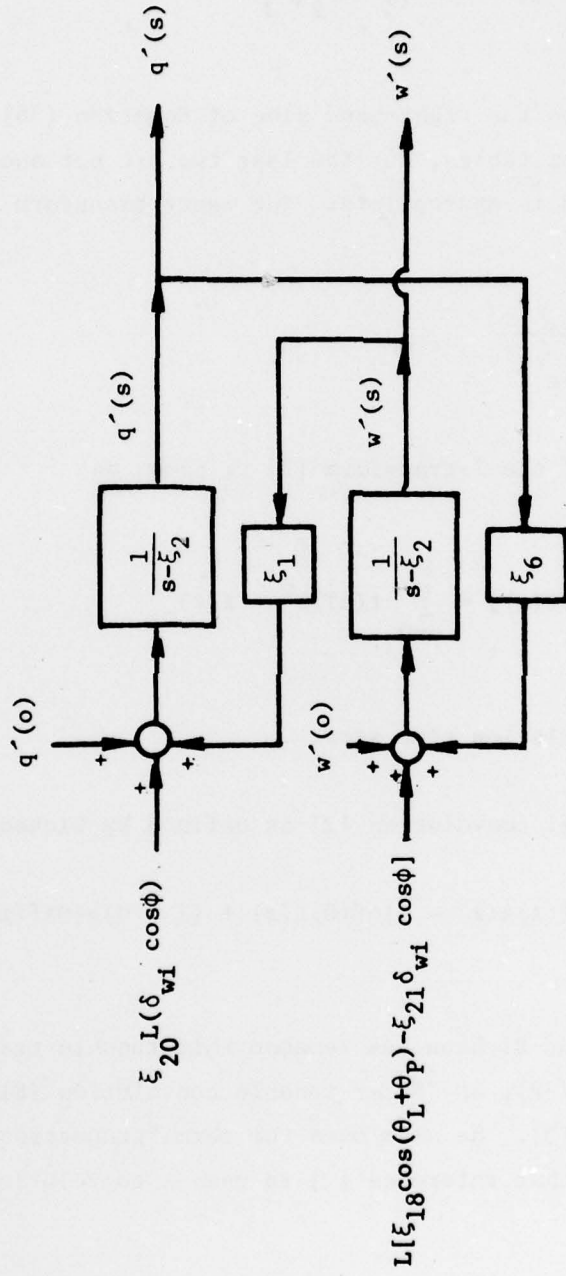 q´(s)
w´(s)
q´(s)
w´(s)
1
s-ξ2
ξ1
1
s-ξ2
ξ6
q´(o)
+
+
+
w´(o)
+
+
+
ξ20L(δwi cosφ)
L[ξ18cos(θL+θP)-ξ21δwi cosφ]